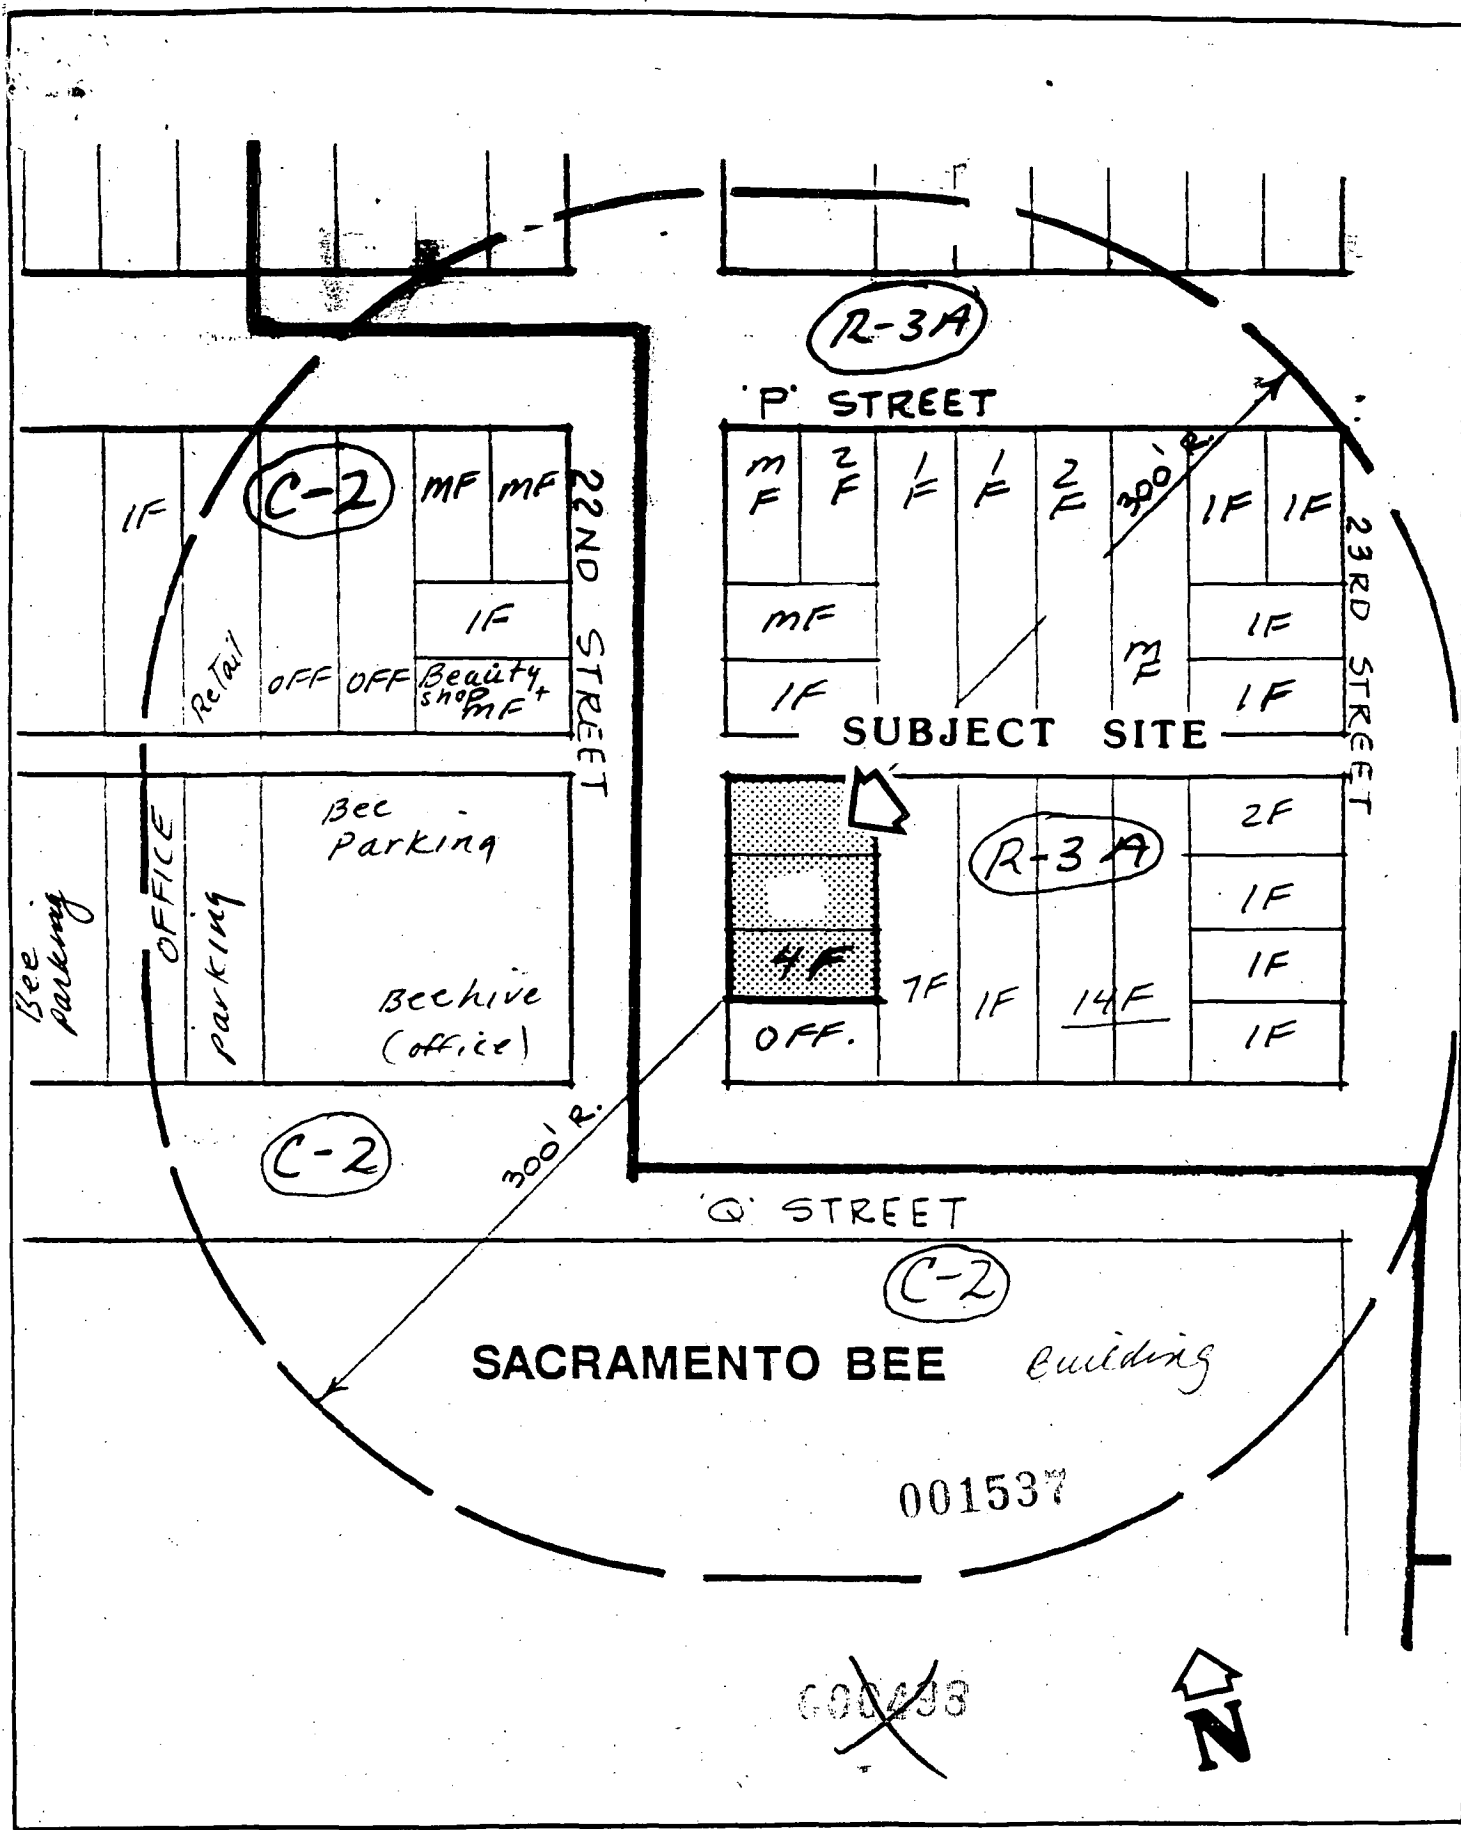 R-3A
'P' STREET
300' R.
1F
C-2
MF
MF
22ND STREET
MF
2F
1F
1F
2F
1F
1F
23RD STREET
1F
MF
1F
Retail
OFF
OFF
Beauty
shop +
MF
1F
MF
1F
SUBJECT SITE
Bee
Parking
OFFICE
Parking
Bee
Parking
Beehive
(office)
R-3A
2F
1F
4F
7F
1F
14F
1F
OFF.
1F
C-2
300' R.
'Q' STREET
C-2
SACRAMENTO BEE Building
001537
N